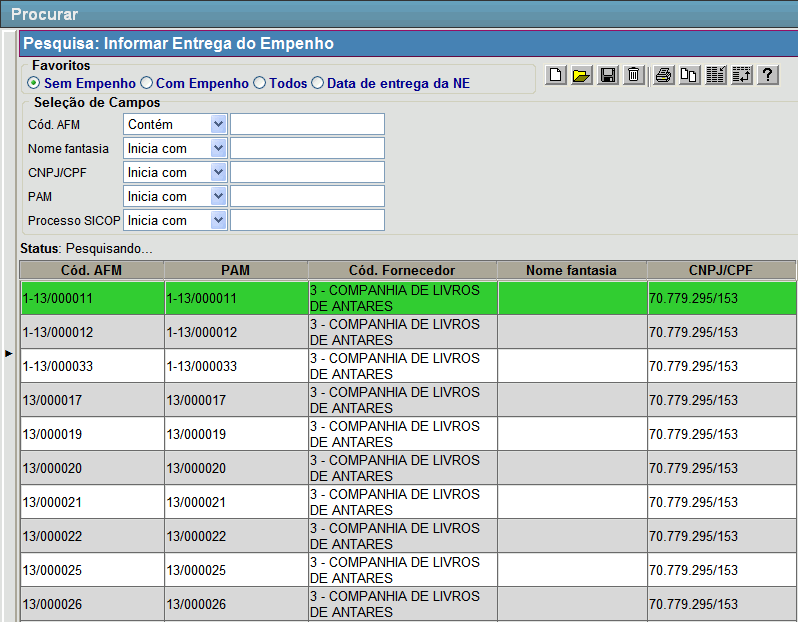 Procurar
Pesquisa: Informar Entrega do Empenho
Favoritos
Sem Empenho Com Empenho Todos Data de entrega da NE
?
Seleção de Campos
Cód. AFM Contém
Nome fantasia Inicia com
CNPJ/CPF Inicia com
PAM Inicia com
Processo SICOP Inicia com
Status: Pesquisando...
Cód. AFM PAM Cód. Fornecedor Nome fantasia CNPJ/CPF
1-13/000011 1-13/000011 3 - COMPANHIA DE LIVROS 70.779.295/153
DE ANTARES
1-13/000012 1-13/000012 3 - COMPANHIA DE LIVROS 70.779.295/153
DE ANTARES
1-13/000033 1-13/000033 3 - COMPANHIA DE LIVROS 70.779.295/153
DE ANTARES
13/000017 13/000017 3 - COMPANHIA DE LIVROS 70.779.295/153
DE ANTARES
13/000019 13/000019 3 - COMPANHIA DE LIVROS 70.779.295/153
DE ANTARES
13/000020 13/000020 3 - COMPANHIA DE LIVROS 70.779.295/153
DE ANTARES
13/000021 13/000021 3 - COMPANHIA DE LIVROS 70.779.295/153
DE ANTARES
13/000022 13/000022 3 - COMPANHIA DE LIVROS 70.779.295/153
DE ANTARES
13/000025 13/000025 3 - COMPANHIA DE LIVROS 70.779.295/153
DE ANTARES
13/000026 13/000026 3 - COMPANHIA DE LIVROS 70.779.295/153
DE ANTARES